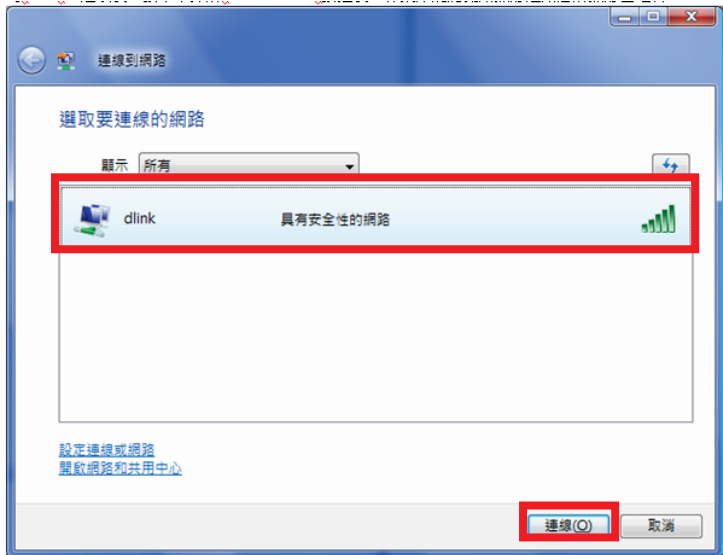 連線到網路
選取要連線的網路
顯示 所有
dlink 具有安全性的網路
設定連線或網路
開啟網路和共用中心
連線(O) 取消